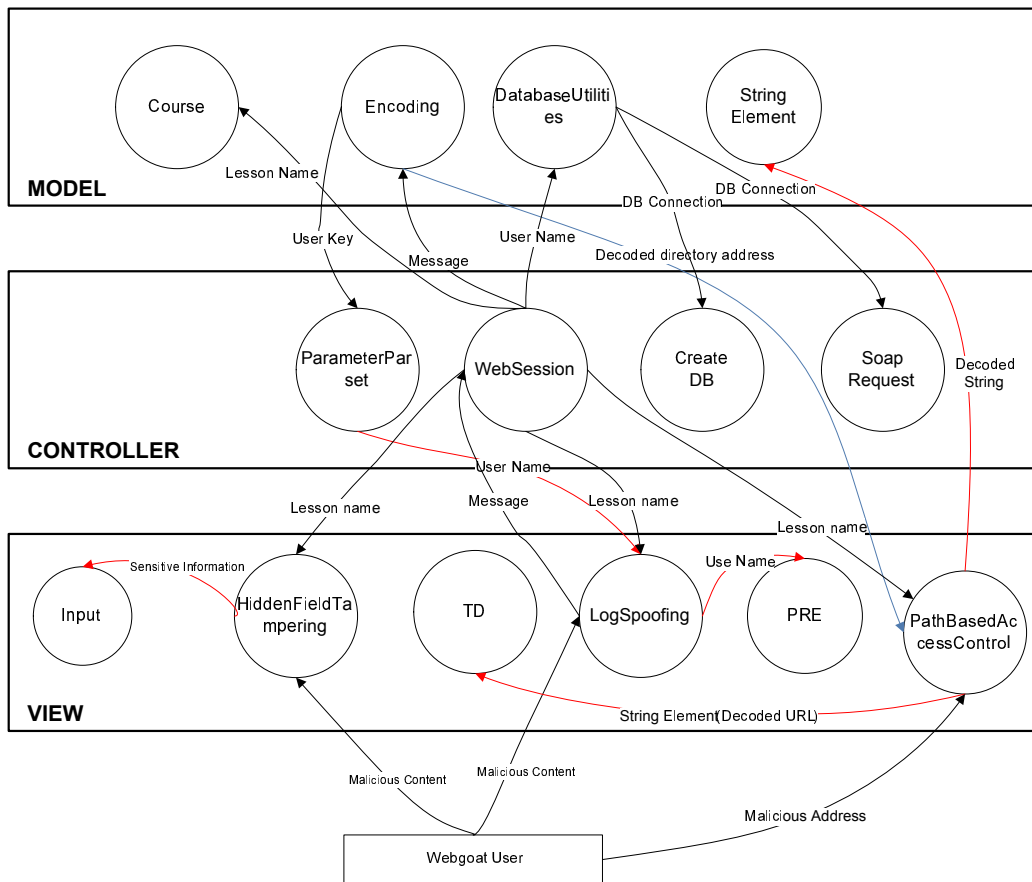 Course
Encoding
DatabaseUtiliti
es
String
Element
Lesson Name
MODEL
DB Connection
DB Connection
User Key
User Name
Message
Decoded directory address
ParameterPar
set
WebSession
Create
DB
Soap
Request
Decoded
String
CONTROLLER
User Name
Message
Lesson name
Lesson name
Lesson name
Sensitive Information
Use Name
Input
HiddenFieldTa
mpering
TD
LogSpoofing
PRE
PathBasedAc
cessControl
VIEW
String Element(Decoded URL)
Malicious Content
Malicious Content
Malicious Address
Webgoat User